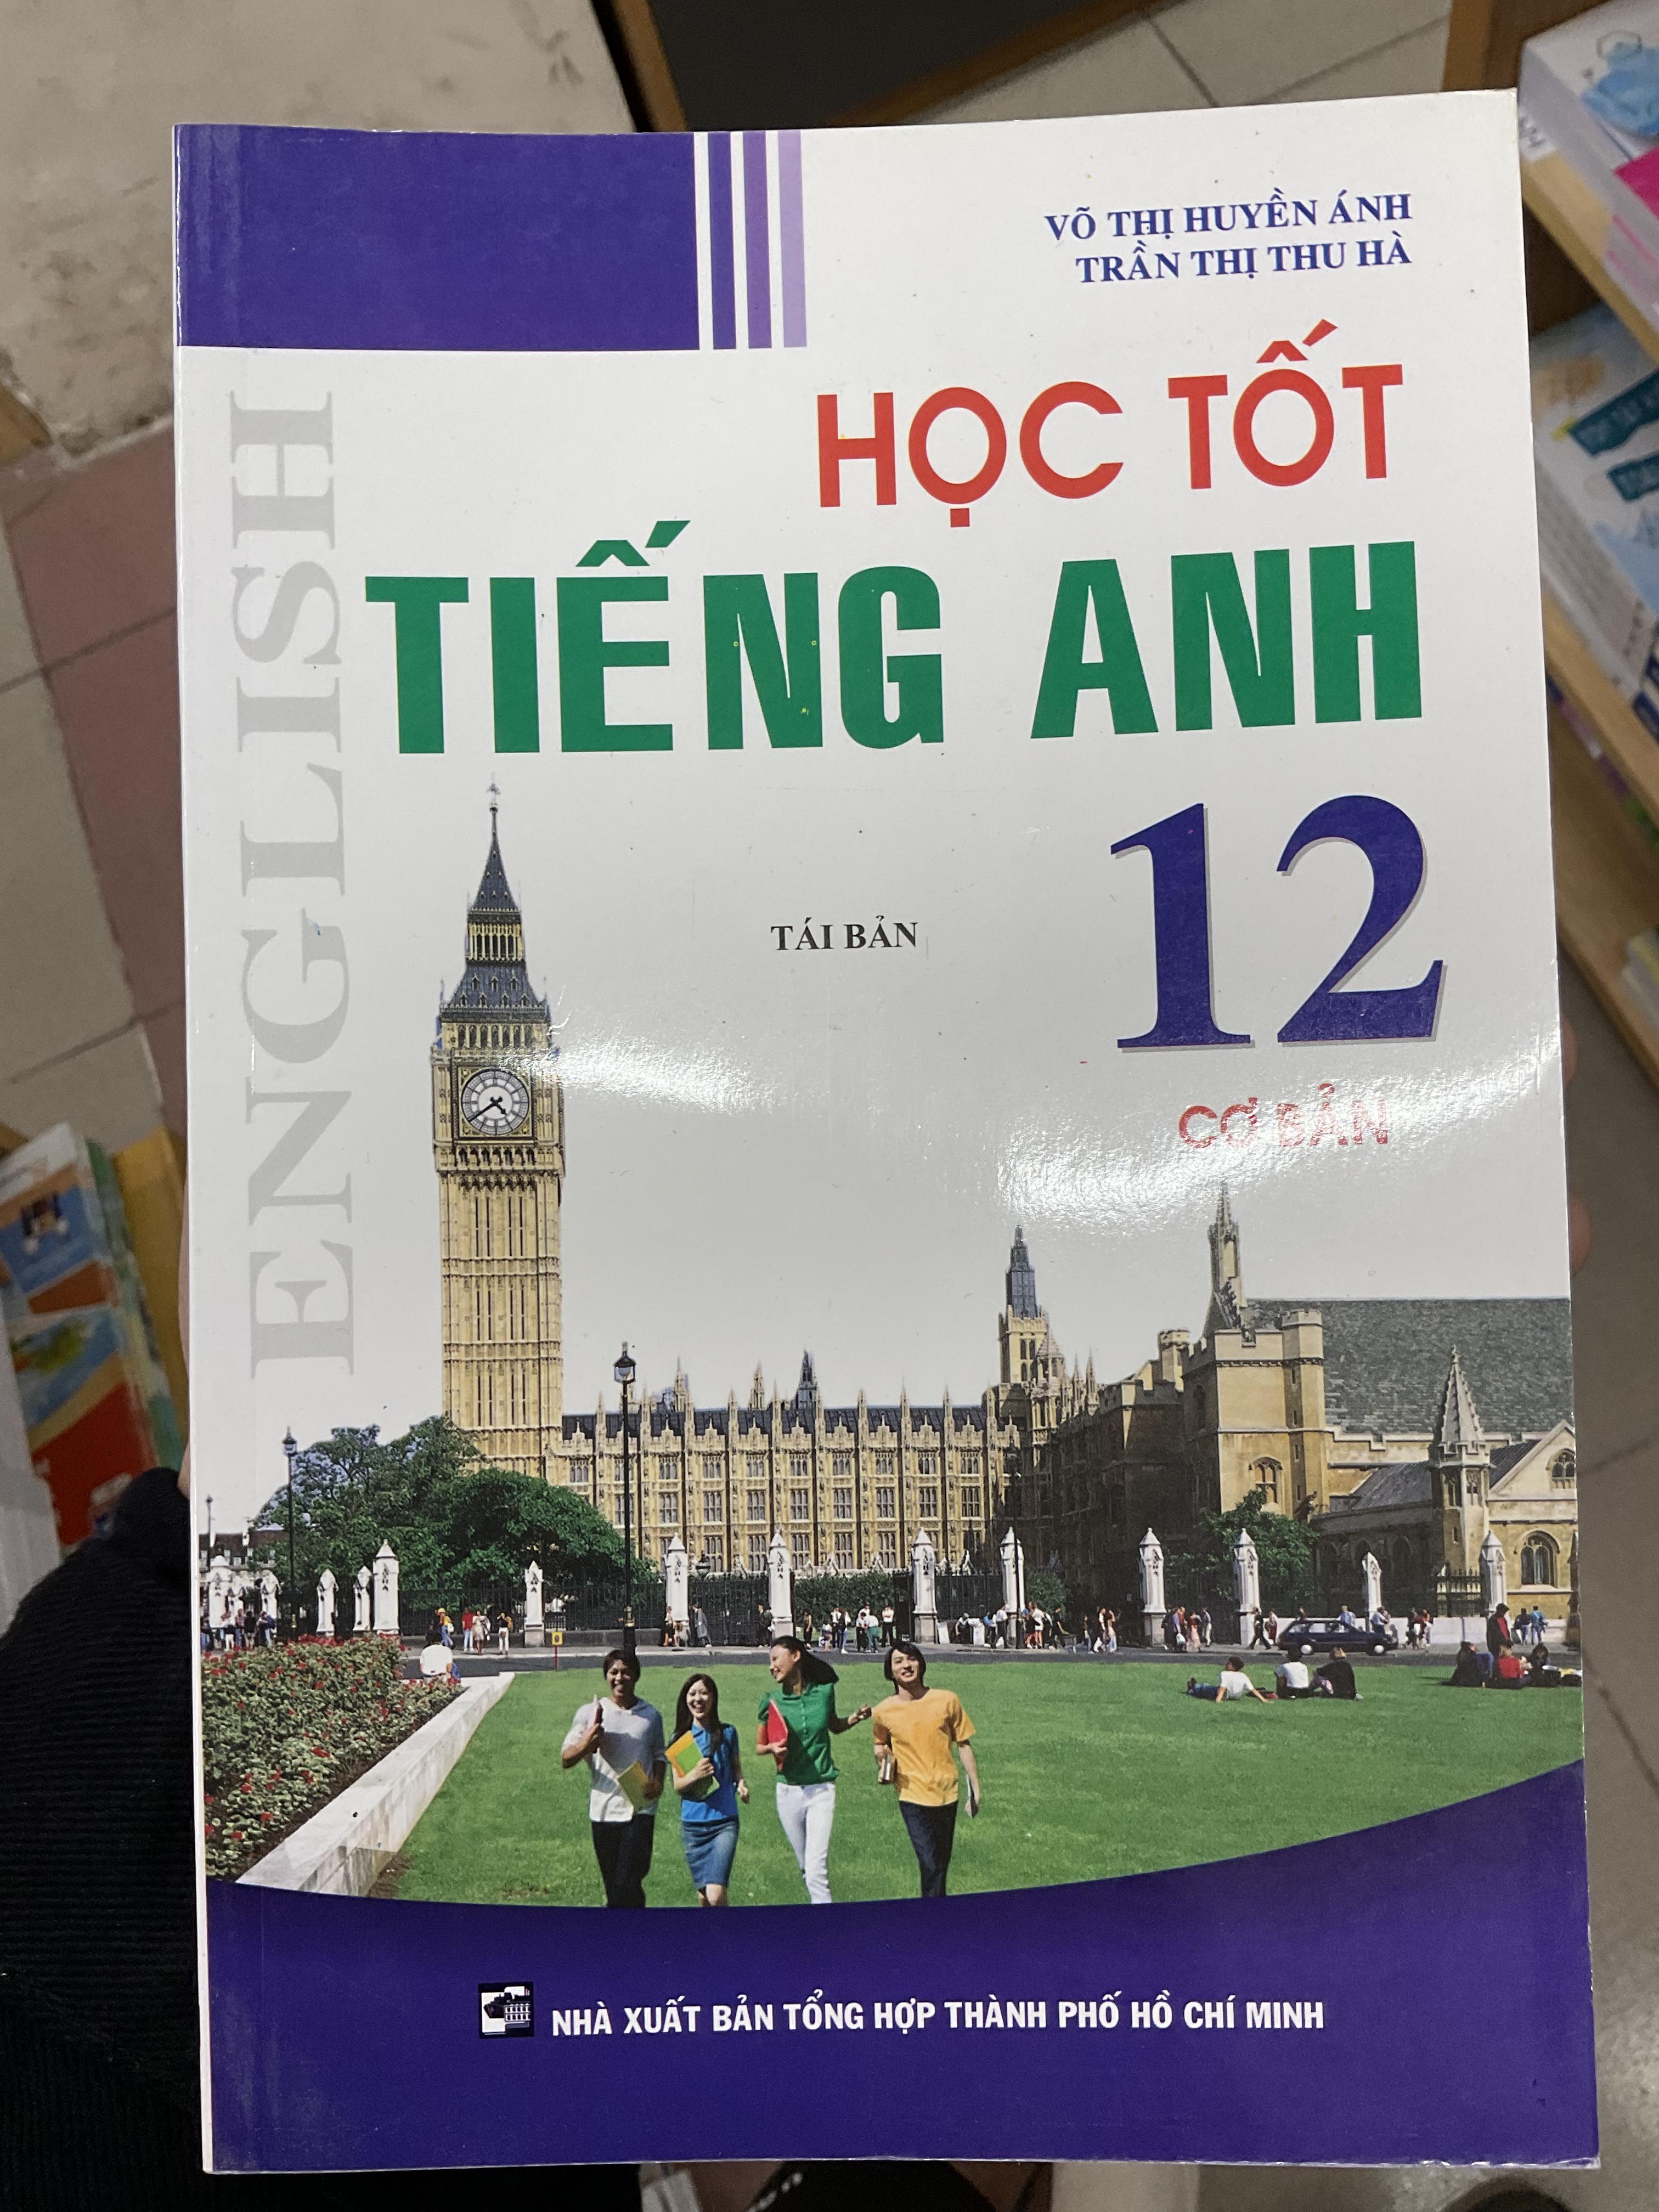 VÕ THỊ HUYỀN ÁNH
TRẦN THỊ THU HÀ
HỌC TỐT
TIẾNG ANH
12
TÁI BẢN
CƠ BẢN
ENGLISH
NHÀ XUẤT BẢN TỔNG HỢP THÀNH PHỐ HỒ CHÍ MINH